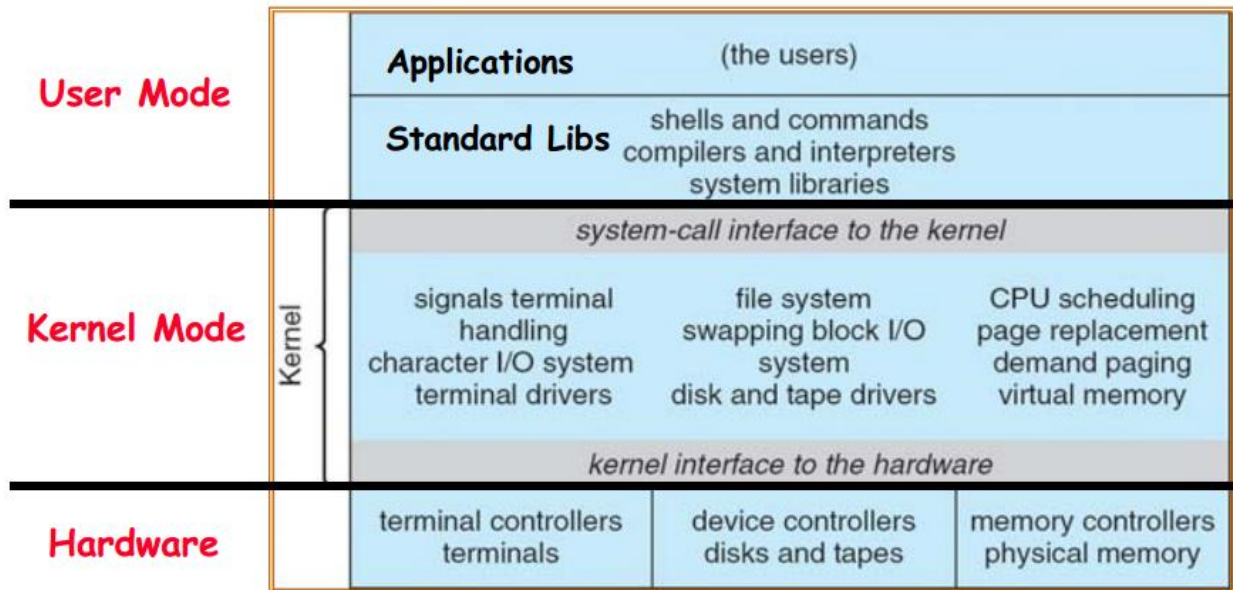 User Mode
Applications
(the users)
Standard Libs
shells and commands
compilers and interpreters
system libraries
Kernel Mode
Kernel
system-call interface to the kernel
signals terminal
handling
character I/O system
terminal drivers
file system
swapping block I/O
system
disk and tape drivers
CPU scheduling
page replacement
demand paging
virtual memory
kernel interface to the hardware
Hardware
terminal controllers
terminals
device controllers
disks and tapes
memory controllers
physical memory